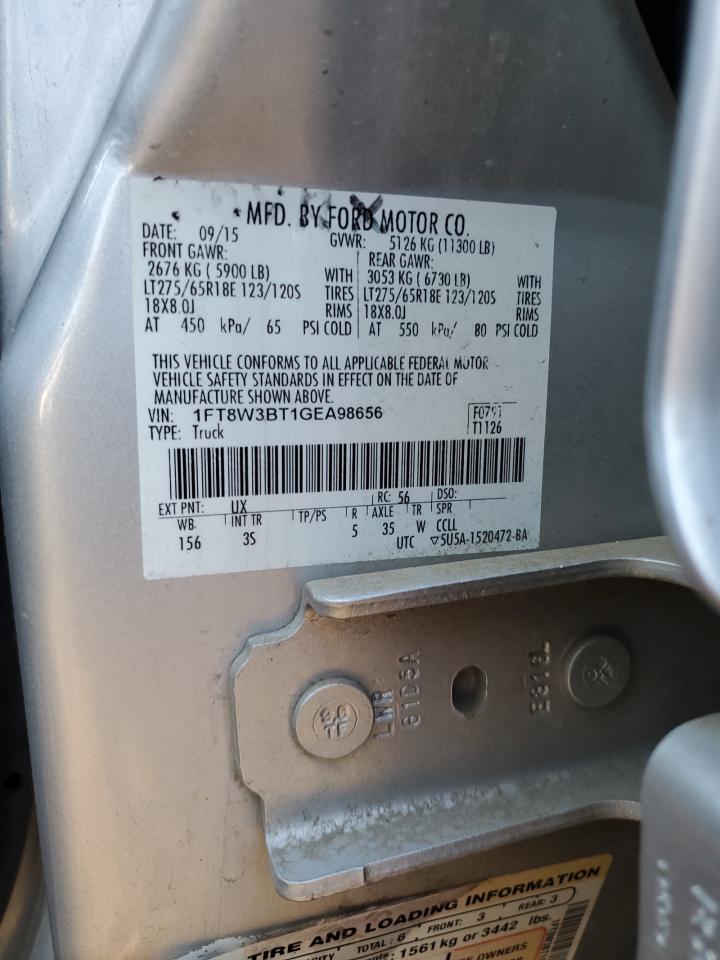 MFD. BY FORD MOTOR CO.
DATE: 09/15 GVWR: 5126 KG (11300 LB)
FRONT GAWR: REAR GAWR:
2676 KG ( 5900 LB) WITH 3053 KG ( 6730 LB) WITH
LT275/65R18E 123/120S TIRES LT275/65R18E 123/120S TIRES
18X8.0J RIMS 18X8.0J RIMS
AT 450 kPa/ 65 PSI COLD AT 550 kPa/ 80 PSI COLD
THIS VEHICLE CONFORMS TO ALL APPLICABLE FEDERAL MOTOR
VEHICLE SAFETY STANDARDS IN EFFECT ON THE DATE OF
MANUFACTURE SHOWN ABOVE.
VIN: 1FT8W3BT1GEA98656
TYPE: Truck
T1126
EXT PNT: UX RC: 56 DSO:
WB INT TR TP/PS R AXLE TR SPR
156 3S 5 35 W CCLL
UTC ▽5U5A-1520472-BA
LWR
81D5A
TIRE AND LOADING INFORMATION
TOTAL: 6 FRONT: 3 REAR: 3
1561 kg or 3442 lbs.
OWNERS